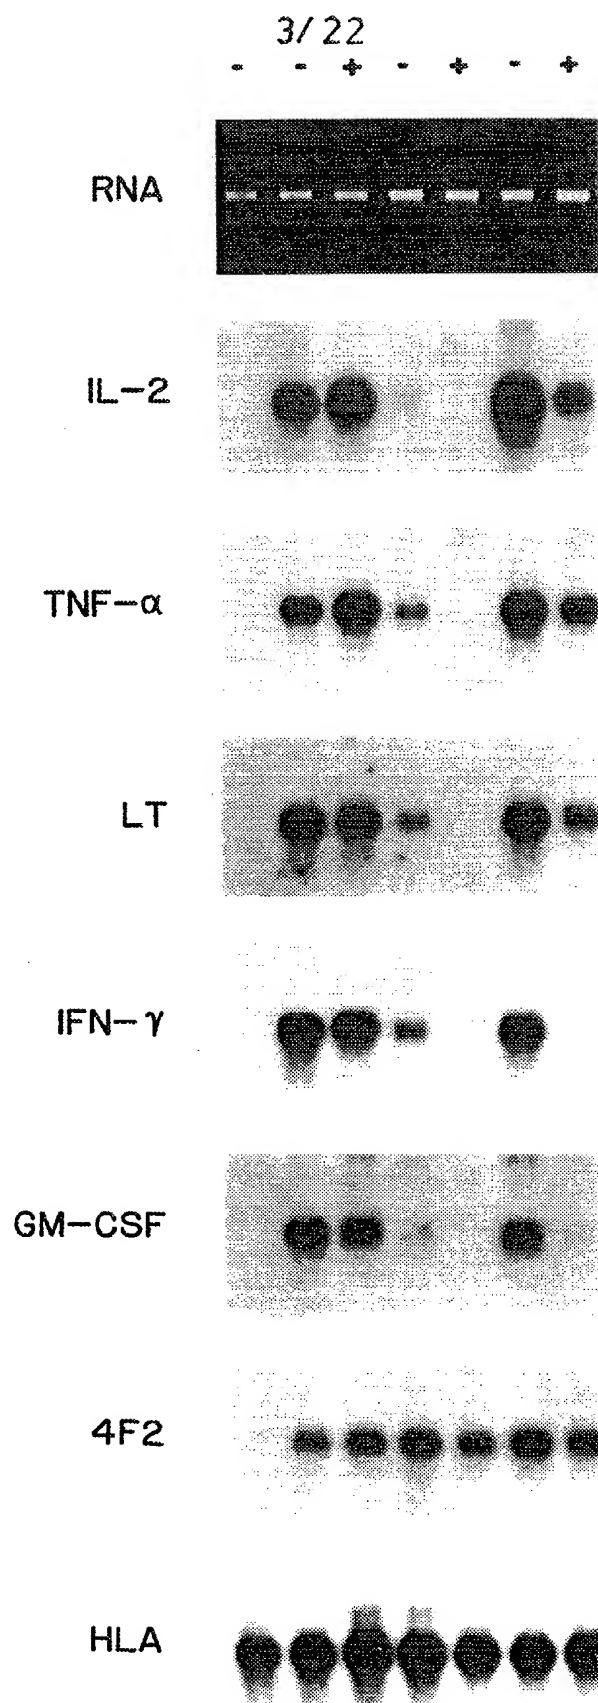 3/22
- - + - + - +
RNA
IL-2
TNF-α
LT
IFN-γ
GM-CSF
4F2
HLA